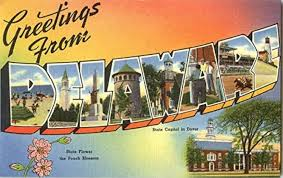 Greetings
From
DELAWARE
State Capitol in Dover
State Flower
the Peach Blossom